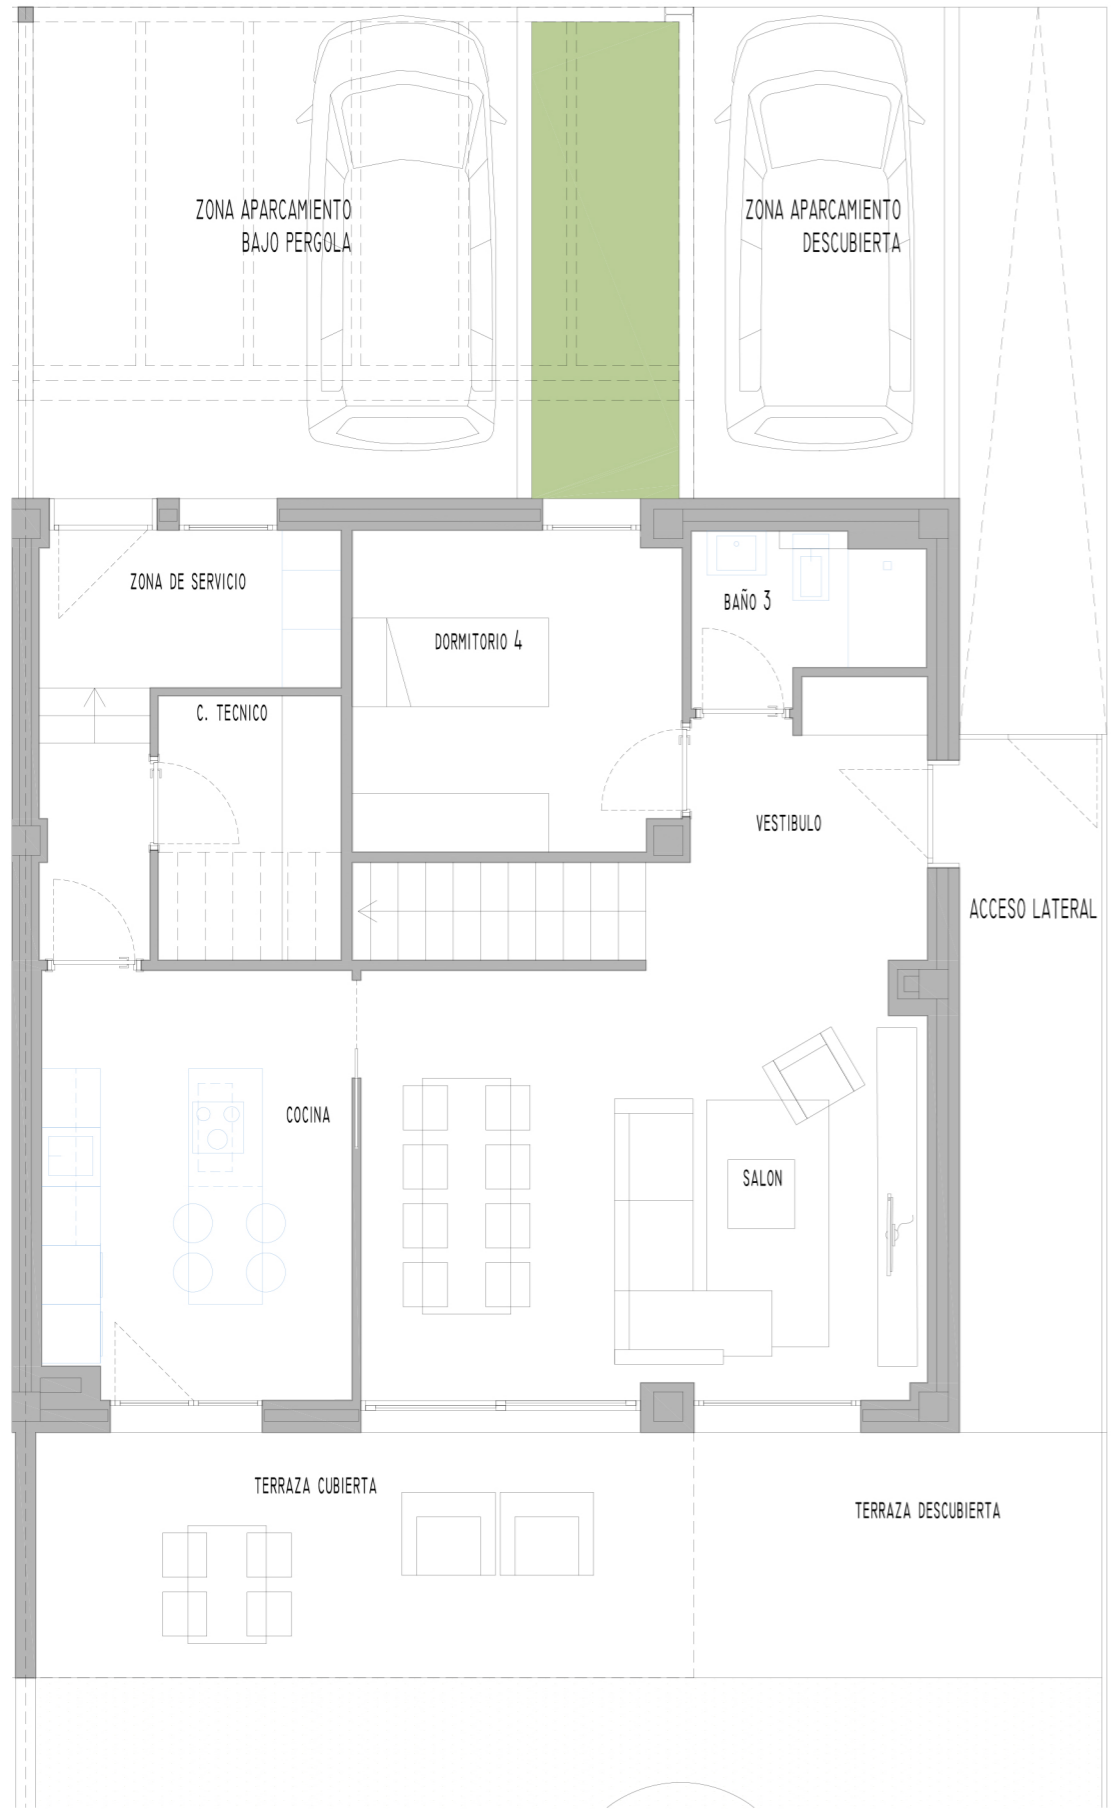 ZONA APARCAMIENTO
BAJO PERGOLA
ZONA APARCAMIENTO
DESCUBIERTA
ZONA DE SERVICIO
BAÑO 3
DORMITORIO 4
C. TECNICO
VESTIBULO
ACCESO LATERAL
COCINA
SALON
TERRAZA CUBIERTA
TERRAZA DESCUBIERTA